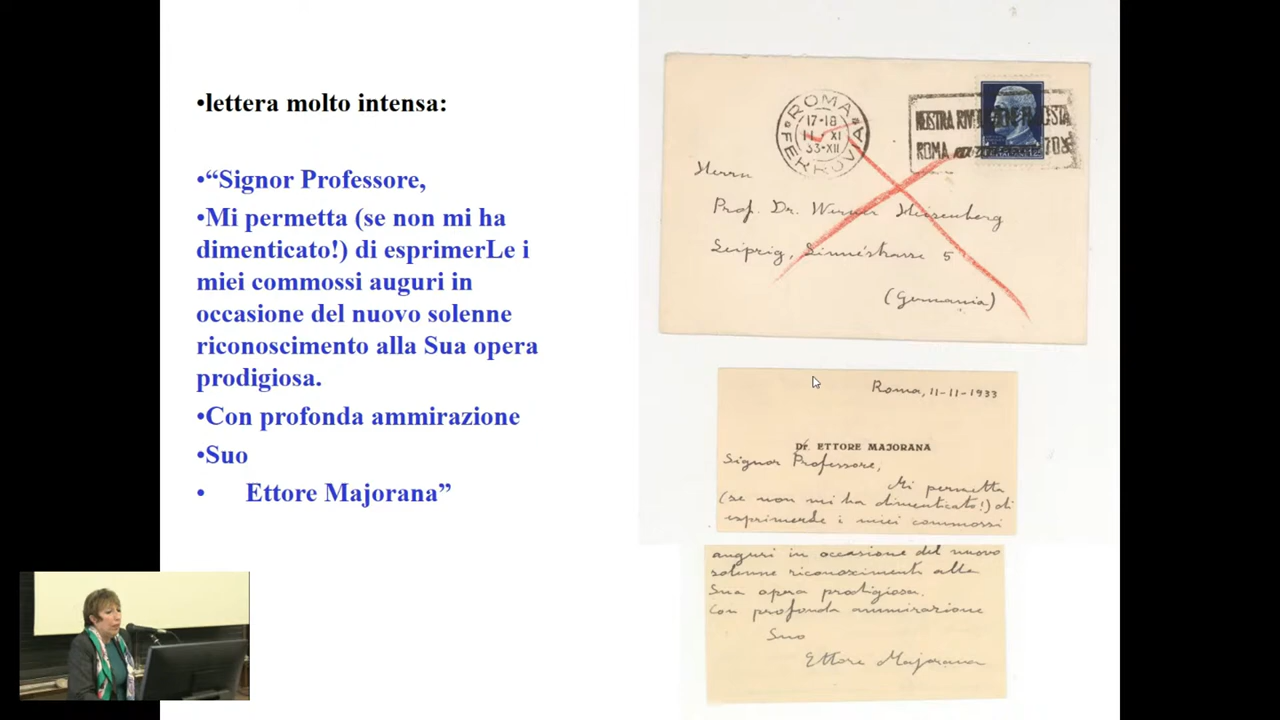 •lettera molto intensa:
•“Signor Professore,
•Mi permetta (se non mi ha
dimenticato!) di esprimerLe i
miei commossi auguri in
occasione del nuovo solenne
riconoscimento alla Sua opera
prodigiosa.
•Con profonda ammirazione
•Suo
• Ettore Majorana”
ROMA
17-18
11 · XI
33-XII
FERROVIA
ROMA
Herrn
Prof. Dr. Werner Heisenberg
Leipzig, 5
(Germania)
Roma, 11-11-1933
Dr. ETTORE MAJORANA
Signor Professore,
Mi permetta
(se non mi ha dimenticato!) di
esprimerLe i miei commossi
auguri in occasione del nuovo
solenne riconoscimento alla
Sua opera prodigiosa.
Con profonda ammirazione
Suo
Ettore Majorana